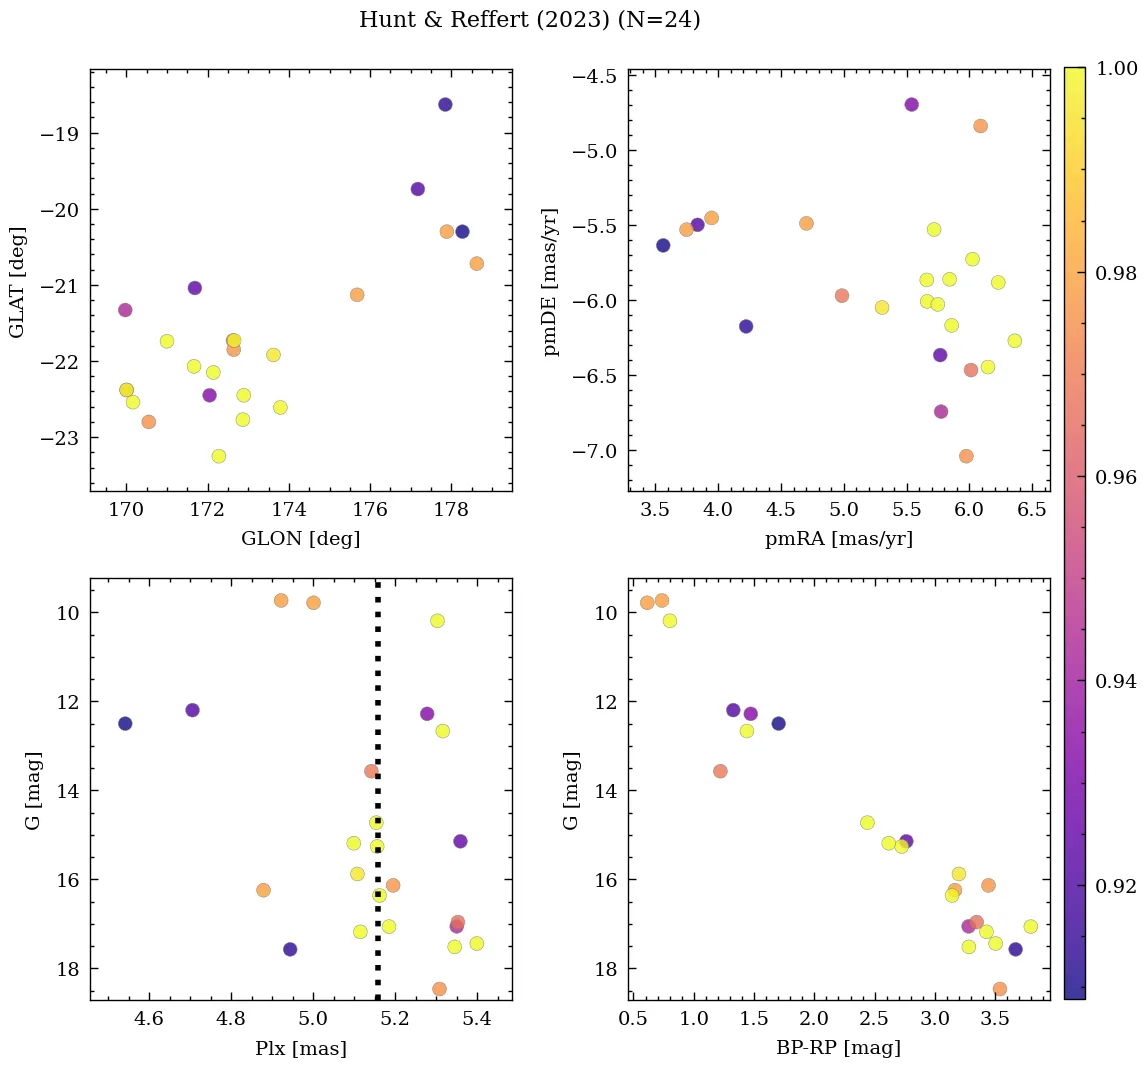 Hunt & Reffert (2023) (N=24)
−19
−20
−21
−22
−23
GLAT [deg]
170 172 174 176 178
GLON [deg]
−4.5
−5.0
−5.5
−6.0
−6.5
−7.0
pmDE [mas/yr]
3.5 4.0 4.5 5.0 5.5 6.0 6.5
pmRA [mas/yr]
10
12
14
16
18
G [mag]
4.6 4.8 5.0 5.2 5.4
Plx [mas]
10
12
14
16
18
G [mag]
0.5 1.0 1.5 2.0 2.5 3.0 3.5
BP-RP [mag]
1.00
0.98
0.96
0.94
0.92